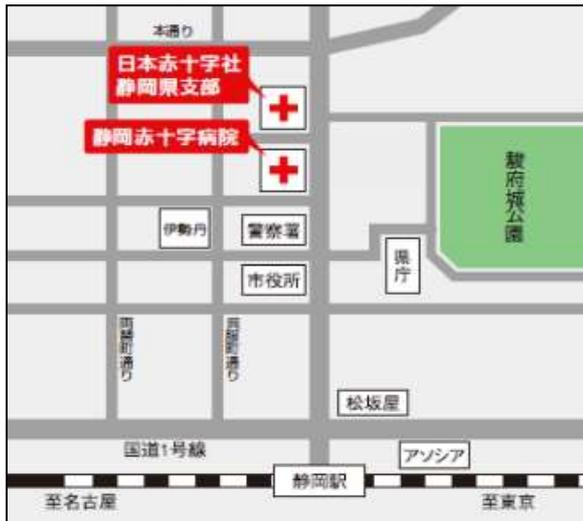 本通り
日本赤十字社
静岡県支部
静岡赤十字病院
駿府城公園
伊勢丹
警察署
県庁
市役所
両替町通り
呉服町通り
松坂屋
国道1号線
アソシア
静岡駅
至名古屋
至東京